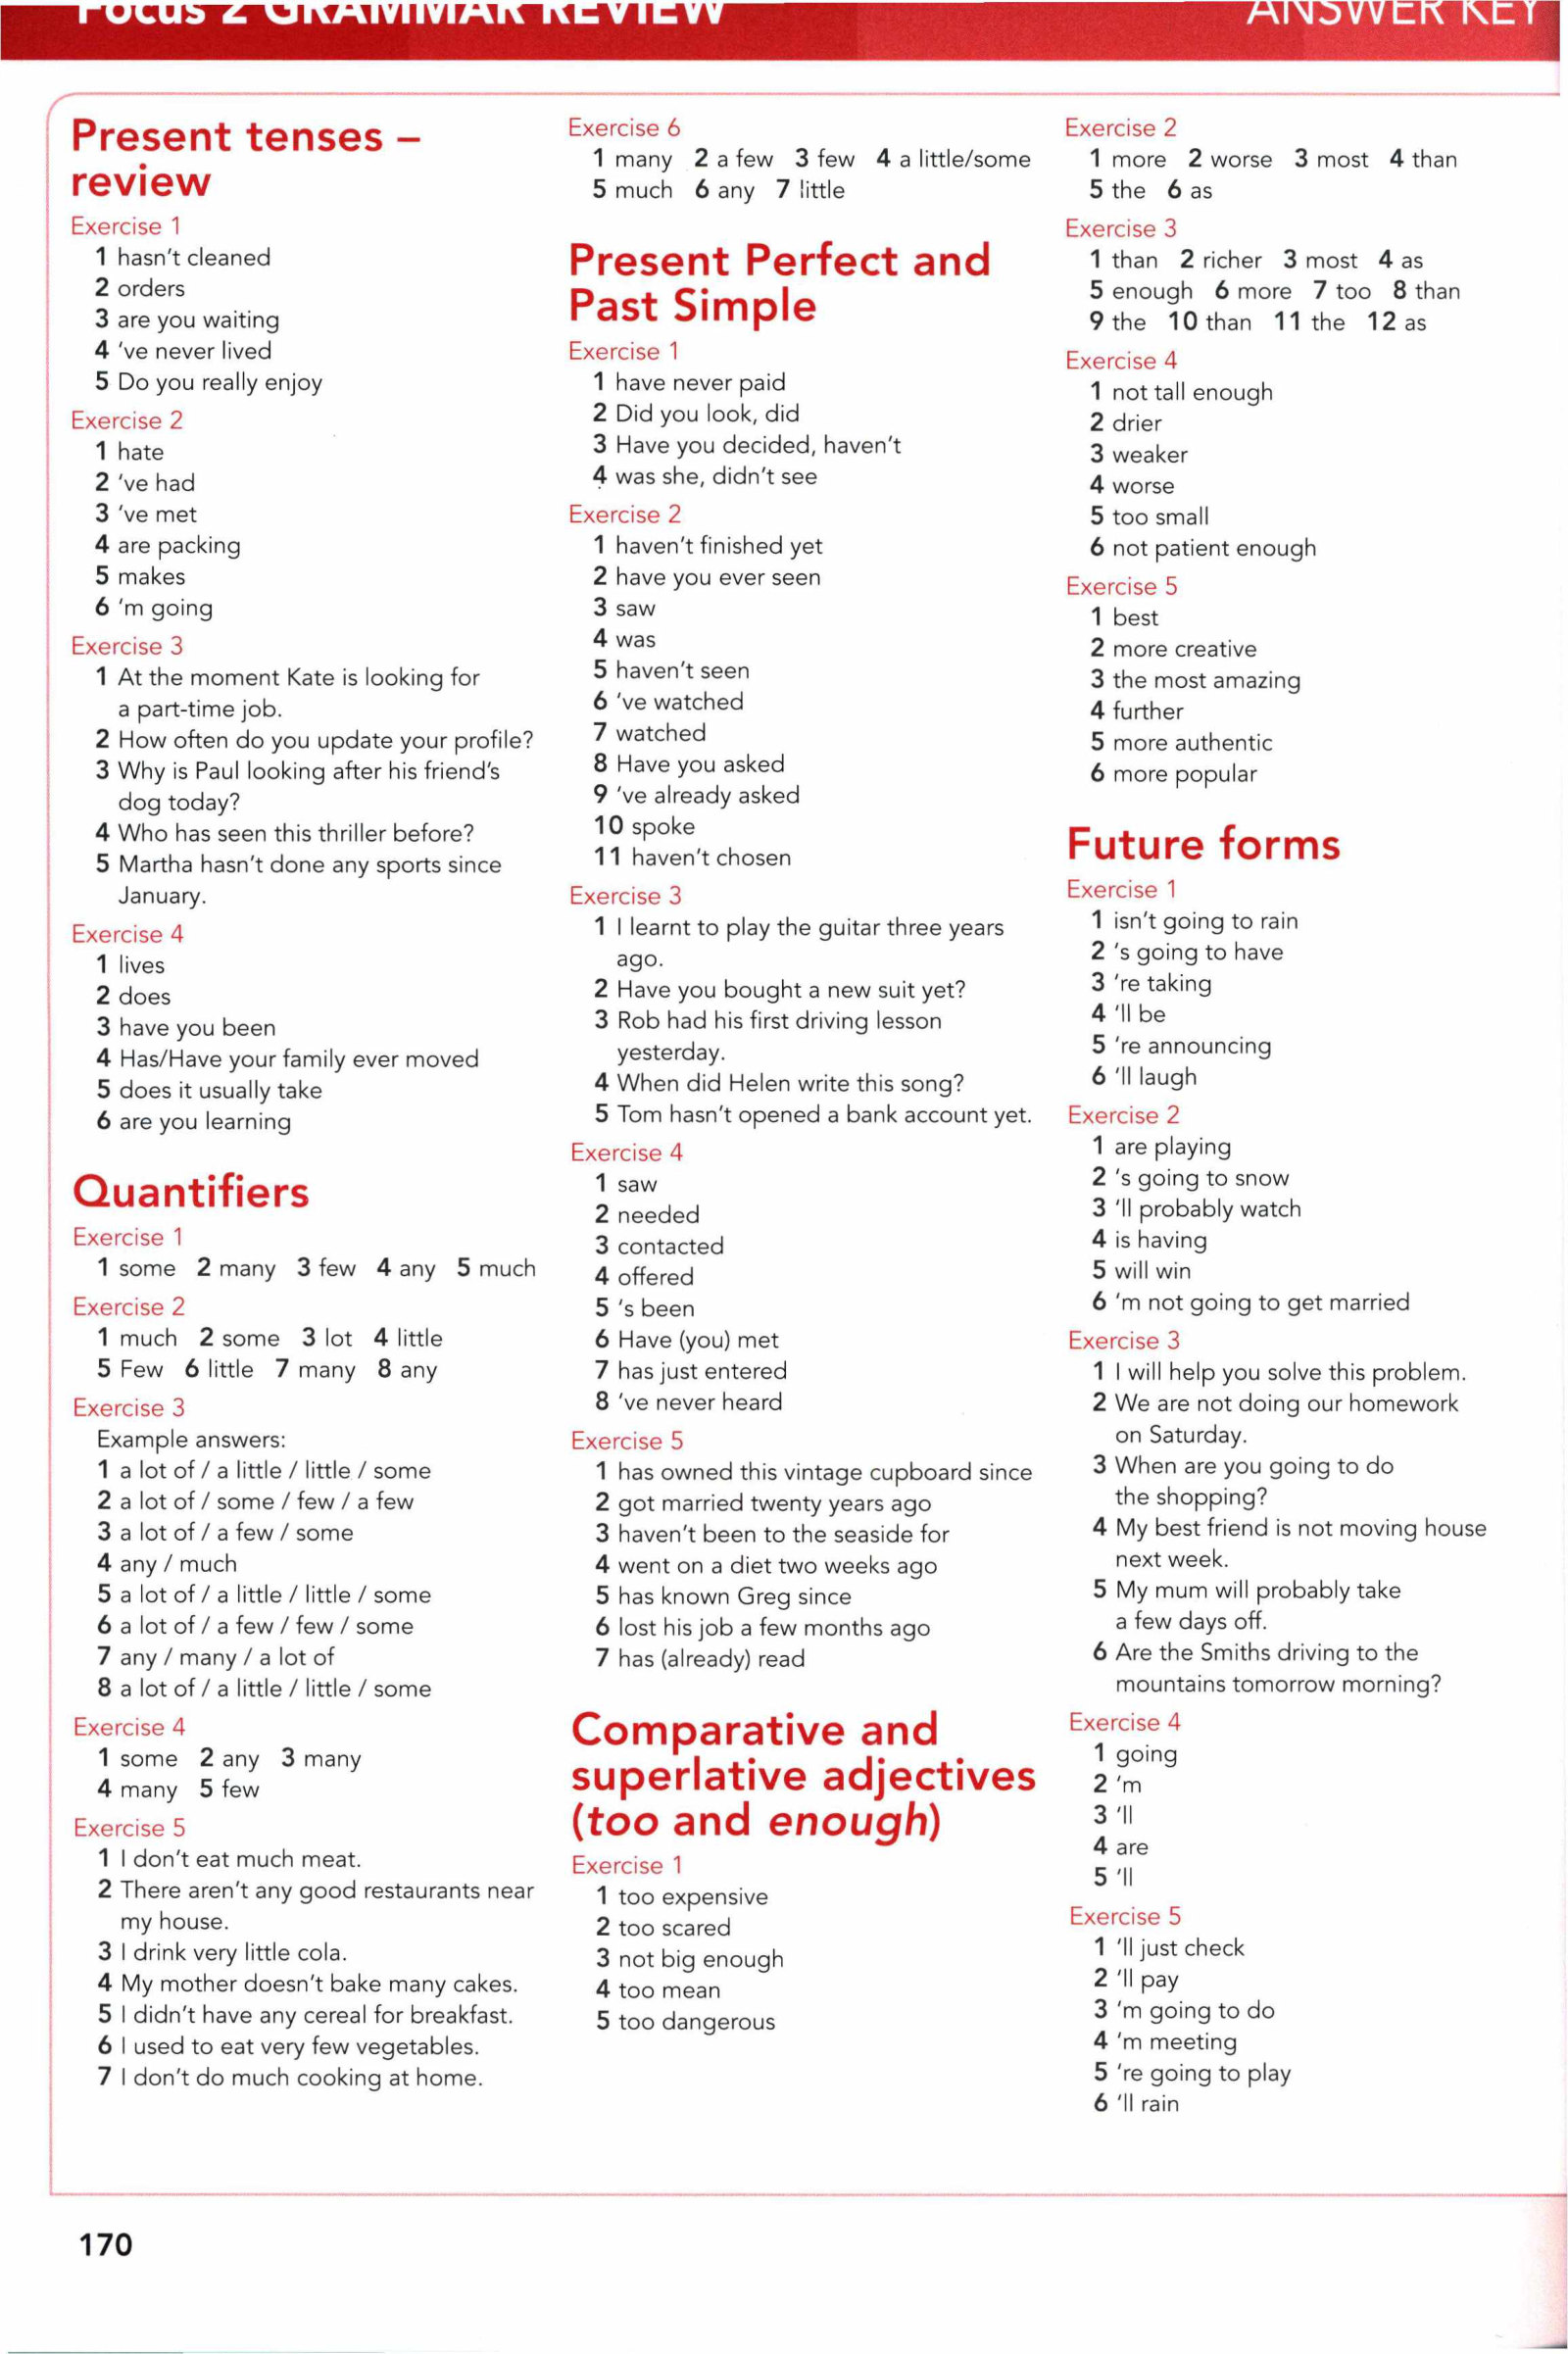 Focus 2 GRAMMAR REVIEW
ANSWER KEY
Present tenses –
review
Exercise 1
1 hasn't cleaned
2 orders
3 are you waiting
4 've never lived
5 Do you really enjoy
Exercise 2
1 hate
2 've had
3 've met
4 are packing
5 makes
6 'm going
Exercise 3
1 At the moment Kate is looking for
a part-time job.
2 How often do you update your profile?
3 Why is Paul looking after his friend's
dog today?
4 Who has seen this thriller before?
5 Martha hasn't done any sports since
January.
Exercise 4
1 lives
2 does
3 have you been
4 Has/Have your family ever moved
5 does it usually take
6 are you learning
Quantifiers
Exercise 1
1 some 2 many 3 few 4 any 5 much
Exercise 2
1 much 2 some 3 lot 4 little
5 Few 6 little 7 many 8 any
Exercise 3
Example answers:
1 a lot of / a little / little / some
2 a lot of / some / few / a few
3 a lot of / a few / some
4 any / much
5 a lot of / a little / little / some
6 a lot of / a few / few / some
7 any / many / a lot of
8 a lot of / a little / little / some
Exercise 4
1 some 2 any 3 many
4 many 5 few
Exercise 5
1 I don't eat much meat.
2 There aren't any good restaurants near
my house.
3 I drink very little cola.
4 My mother doesn't bake many cakes.
5 I didn't have any cereal for breakfast.
6 I used to eat very few vegetables.
7 I don't do much cooking at home.
Exercise 6
1 many 2 a few 3 few 4 a little/some
5 much 6 any 7 little
Present Perfect and
Past Simple
Exercise 1
1 have never paid
2 Did you look, did
3 Have you decided, haven't
4 was she, didn't see
Exercise 2
1 haven't finished yet
2 have you ever seen
3 saw
4 was
5 haven't seen
6 've watched
7 watched
8 Have you asked
9 've already asked
10 spoke
11 haven't chosen
Exercise 3
1 I learnt to play the guitar three years
ago.
2 Have you bought a new suit yet?
3 Rob had his first driving lesson
yesterday.
4 When did Helen write this song?
5 Tom hasn't opened a bank account yet.
Exercise 4
1 saw
2 needed
3 contacted
4 offered
5 's been
6 Have (you) met
7 has just entered
8 've never heard
Exercise 5
1 has owned this vintage cupboard since
2 got married twenty years ago
3 haven't been to the seaside for
4 went on a diet two weeks ago
5 has known Greg since
6 lost his job a few months ago
7 has (already) read
Comparative and
superlative adjectives
(too and enough)
Exercise 1
1 too expensive
2 too scared
3 not big enough
4 too mean
5 too dangerous
Exercise 2
1 more 2 worse 3 most 4 than
5 the 6 as
Exercise 3
1 than 2 richer 3 most 4 as
5 enough 6 more 7 too 8 than
9 the 10 than 11 the 12 as
Exercise 4
1 not tall enough
2 drier
3 weaker
4 worse
5 too small
6 not patient enough
Exercise 5
1 best
2 more creative
3 the most amazing
4 further
5 more authentic
6 more popular
Future forms
Exercise 1
1 isn't going to rain
2 's going to have
3 're taking
4 'll be
5 're announcing
6 'll laugh
Exercise 2
1 are playing
2 's going to snow
3 'll probably watch
4 is having
5 will win
6 'm not going to get married
Exercise 3
1 I will help you solve this problem.
2 We are not doing our homework
on Saturday.
3 When are you going to do
the shopping?
4 My best friend is not moving house
next week.
5 My mum will probably take
a few days off.
6 Are the Smiths driving to the
mountains tomorrow morning?
Exercise 4
1 going
2 'm
3 'll
4 are
5 'll
Exercise 5
1 'll just check
2 'll pay
3 'm going to do
4 'm meeting
5 're going to play
6 'll rain
170